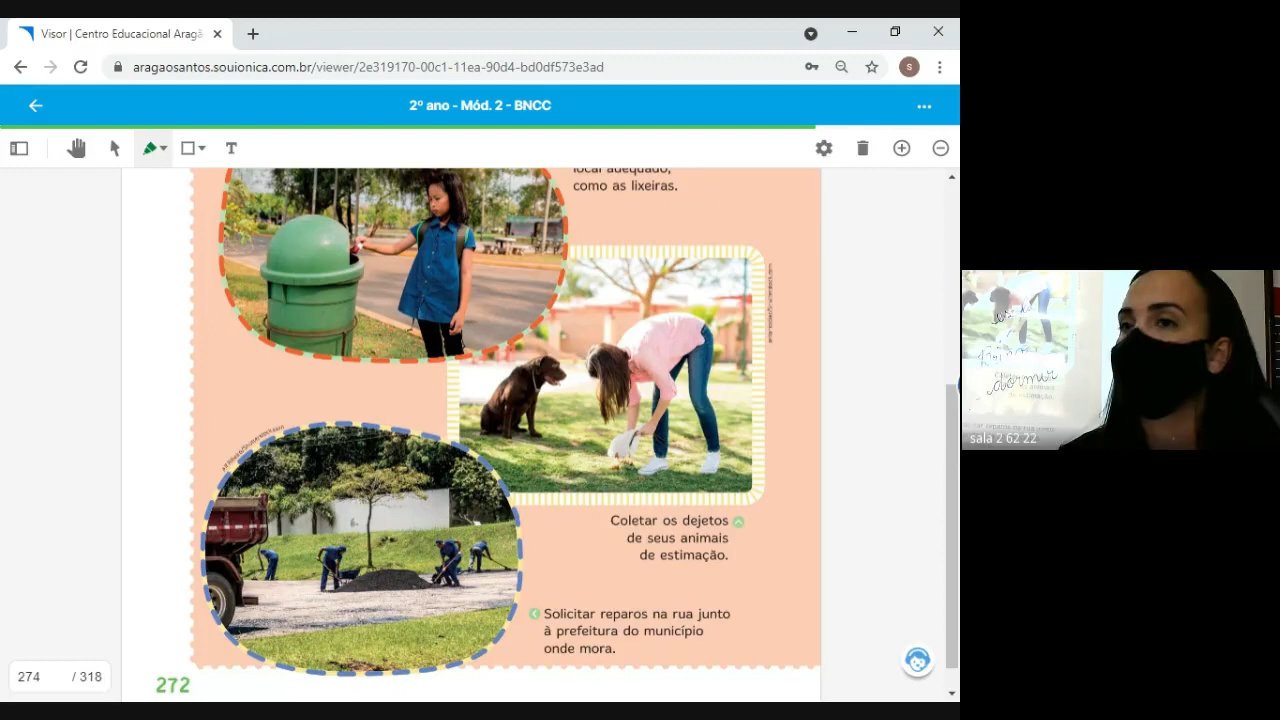 Visor | Centro Educacional Aragã
aragaosantos.souionica.com.br/viewer/2e319170-00c1-11ea-90d4-bd0df573e3ad
S
2º ano - Mód. 2 - BNCC
T
local adequado,
como as lixeiras.
Coletar os dejetos
de seus animais
de estimação.
Solicitar reparos na rua junto
à prefeitura do município
onde mora.
274 / 318
272
dormir
sala 2 62 22